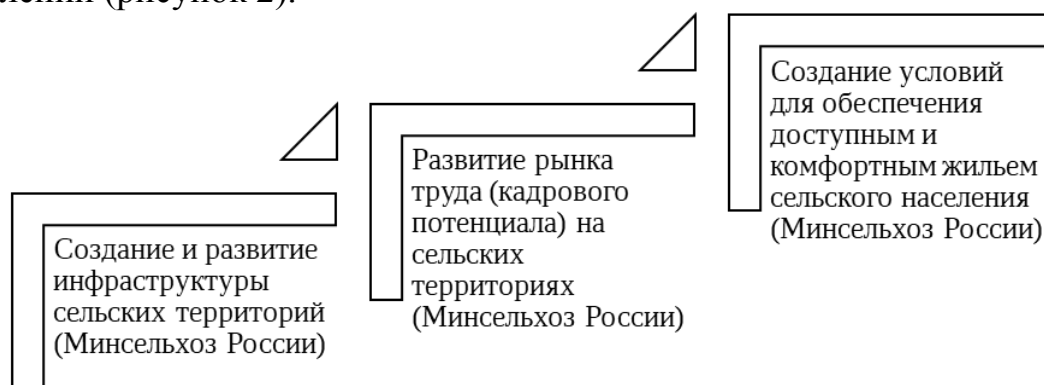 (рисунок 2).
Создание и развитие
инфраструктуры
сельских территорий
(Минсельхоз России)
Развитие рынка
труда (кадрового
потенциала) на
сельских
территориях
(Минсельхоз России)
Создание условий
для обеспечения
доступным и
комфортным жильем
сельского населения
(Минсельхоз России)